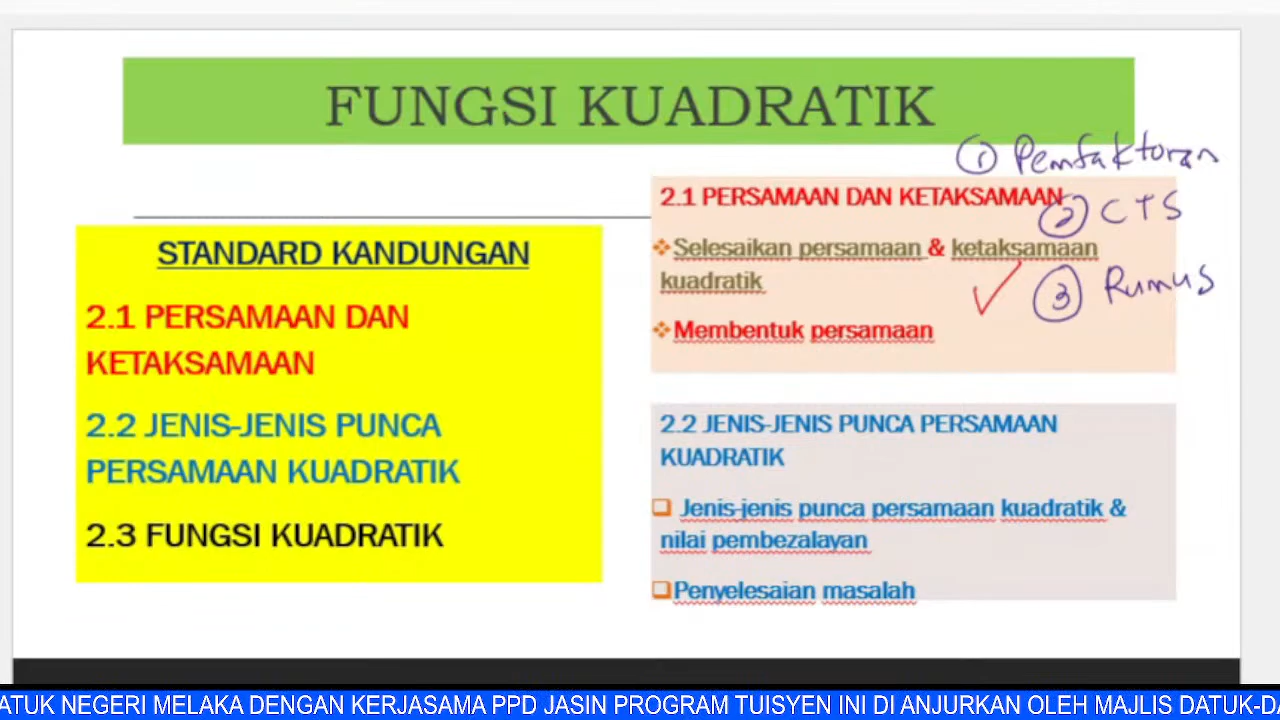 FUNGSI KUADRATIK
① Pemfaktoran
STANDARD KANDUNGAN
2.1 PERSAMAAN DAN
KETAKSAMAAN
2.2 JENIS-JENIS PUNCA
PERSAMAAN KUADRATIK
2.3 FUNGSI KUADRATIK
2.1 PERSAMAAN DAN KETAKSAMAAN
② CTS
Selesaikan persamaan & ketaksamaan
kuadratik
③ Rumus
Membentuk persamaan
2.2 JENIS-JENIS PUNCA PERSAMAAN
KUADRATIK
Jenis-jenis punca persamaan kuadratik &
nilai pembezalayan
Penyelesaian masalah
ATUK NEGERI MELAKA DENGAN KERJASAMA PPD JASIN PROGRAM TUISYEN INI DI ANJURKAN OLEH MAJLIS DATUK-DA